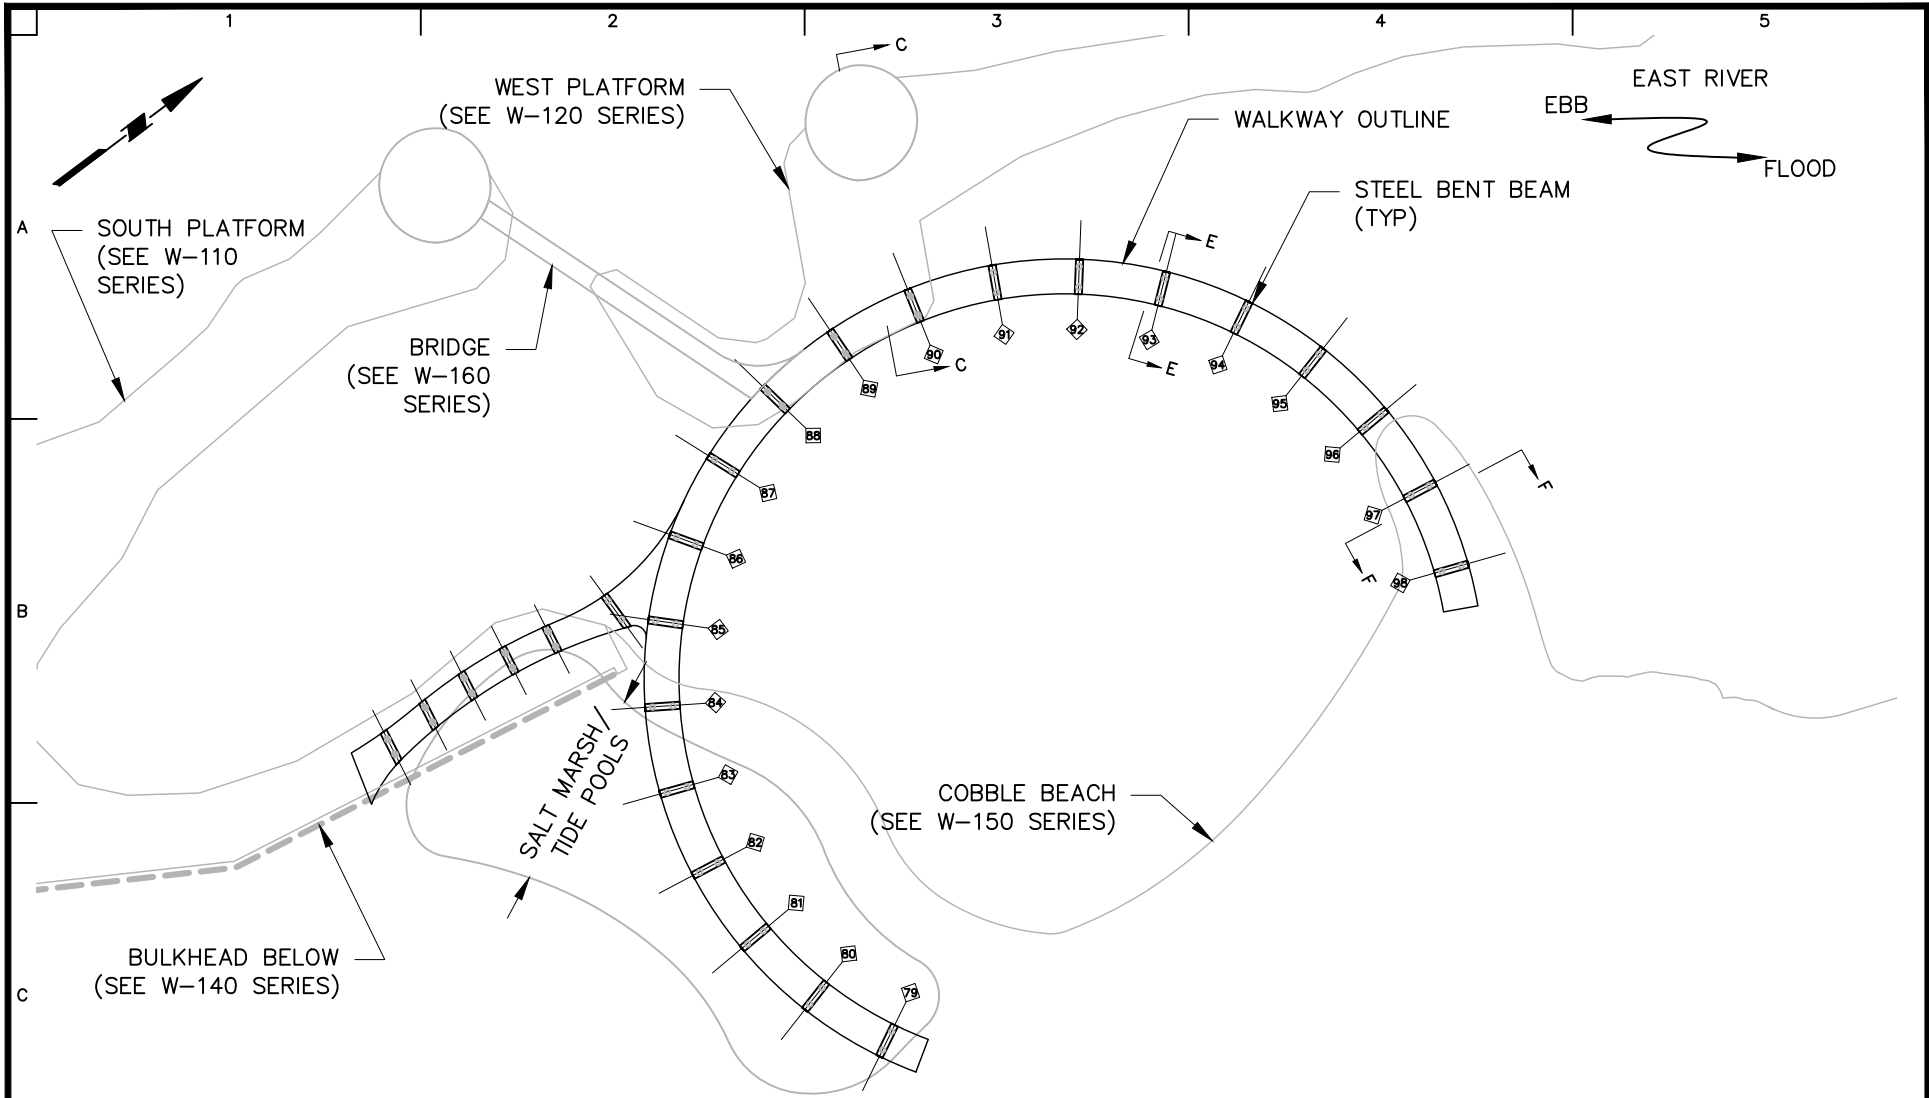 1 2 3 4 5
A
B
C
C
WEST PLATFORM
(SEE W-120 SERIES)
EAST RIVER
EBB
FLOOD
WALKWAY OUTLINE
STEEL BENT BEAM
(TYP)
SOUTH PLATFORM
(SEE W-110
SERIES)
E
E
C
BRIDGE
(SEE W-160
SERIES)
91
92
93
90
94
89
95
88
96
87
97
F
F
86
98
85
84
83
82
81
80
79
SALT MARSH/
TIDE POOLS
COBBLE BEACH
(SEE W-150 SERIES)
BULKHEAD BELOW
(SEE W-140 SERIES)